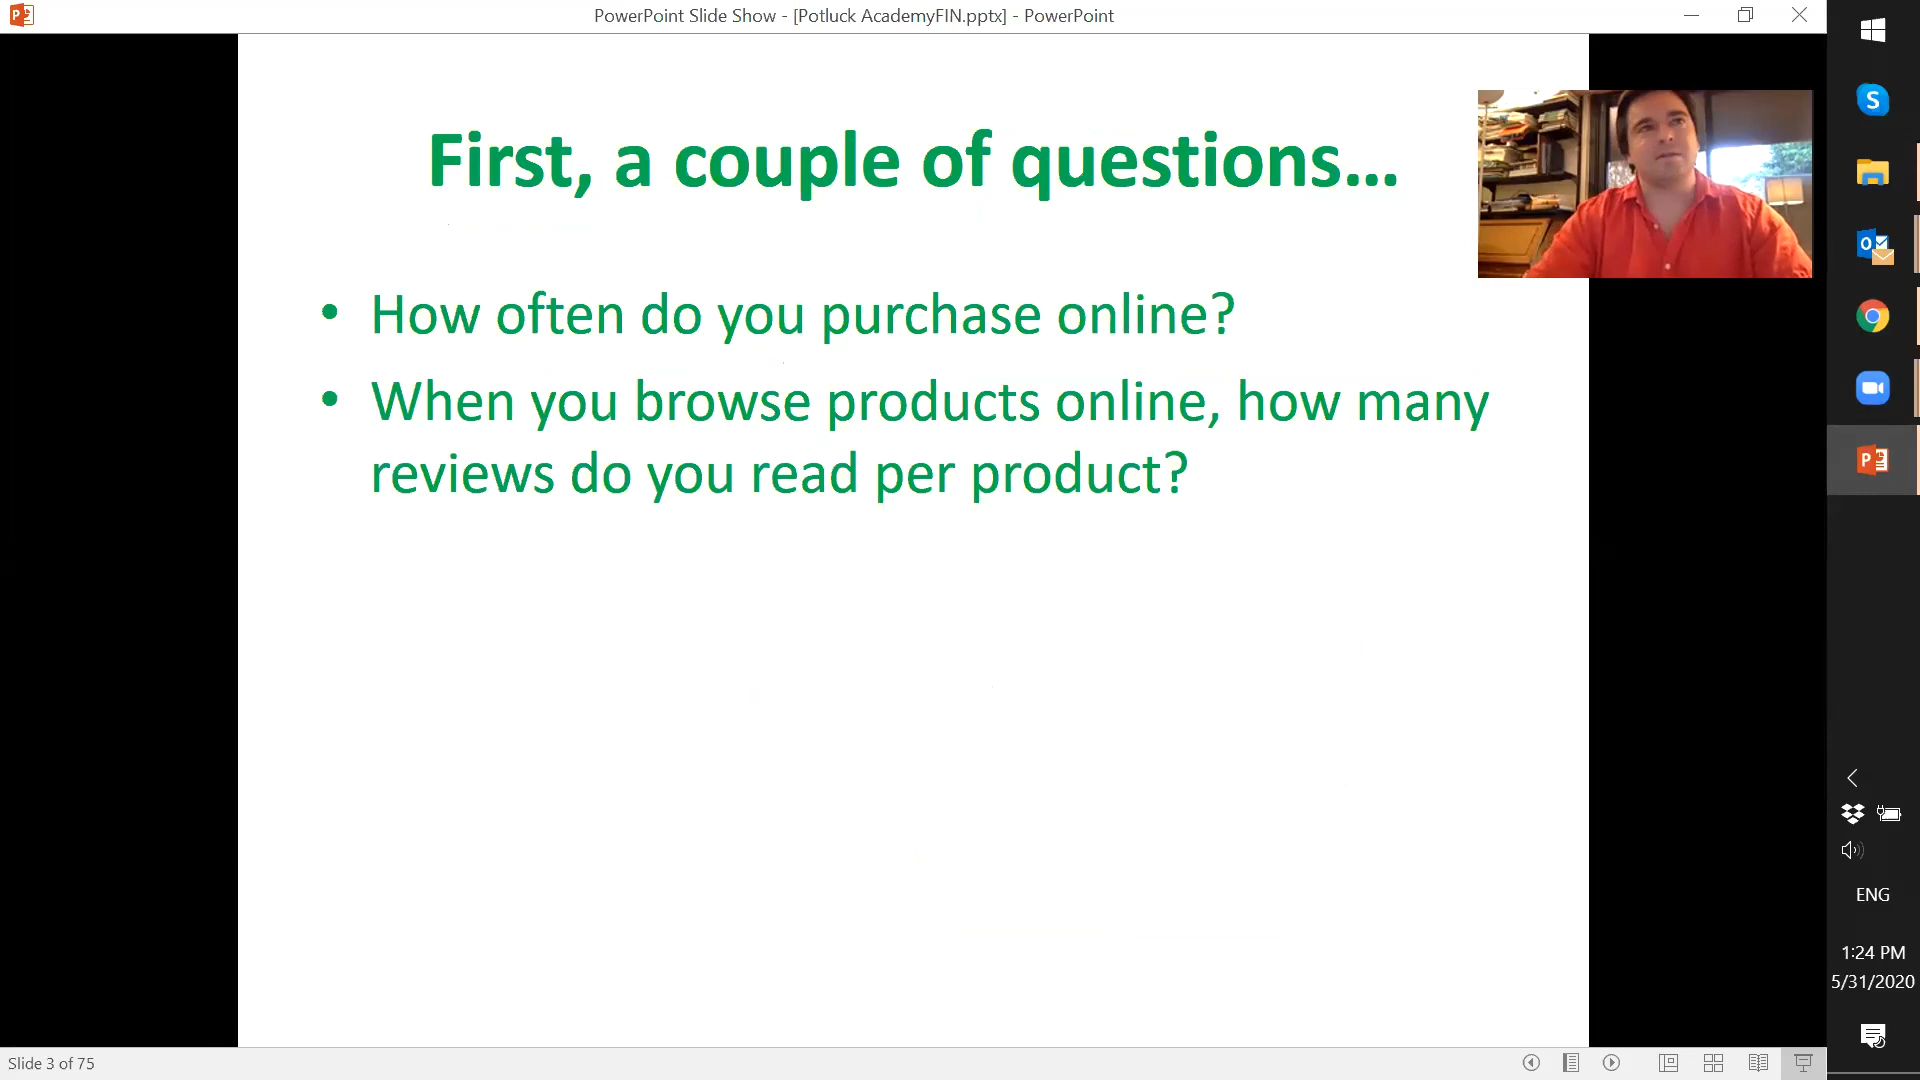 PowerPoint Slide Show - [Potluck AcademyFIN.pptx] - PowerPoint
First, a couple of questions...
• How often do you purchase online?
• When you browse products online, how many
reviews do you read per product?
ENG
1:24 PM
5/31/2020
Slide 3 of 75